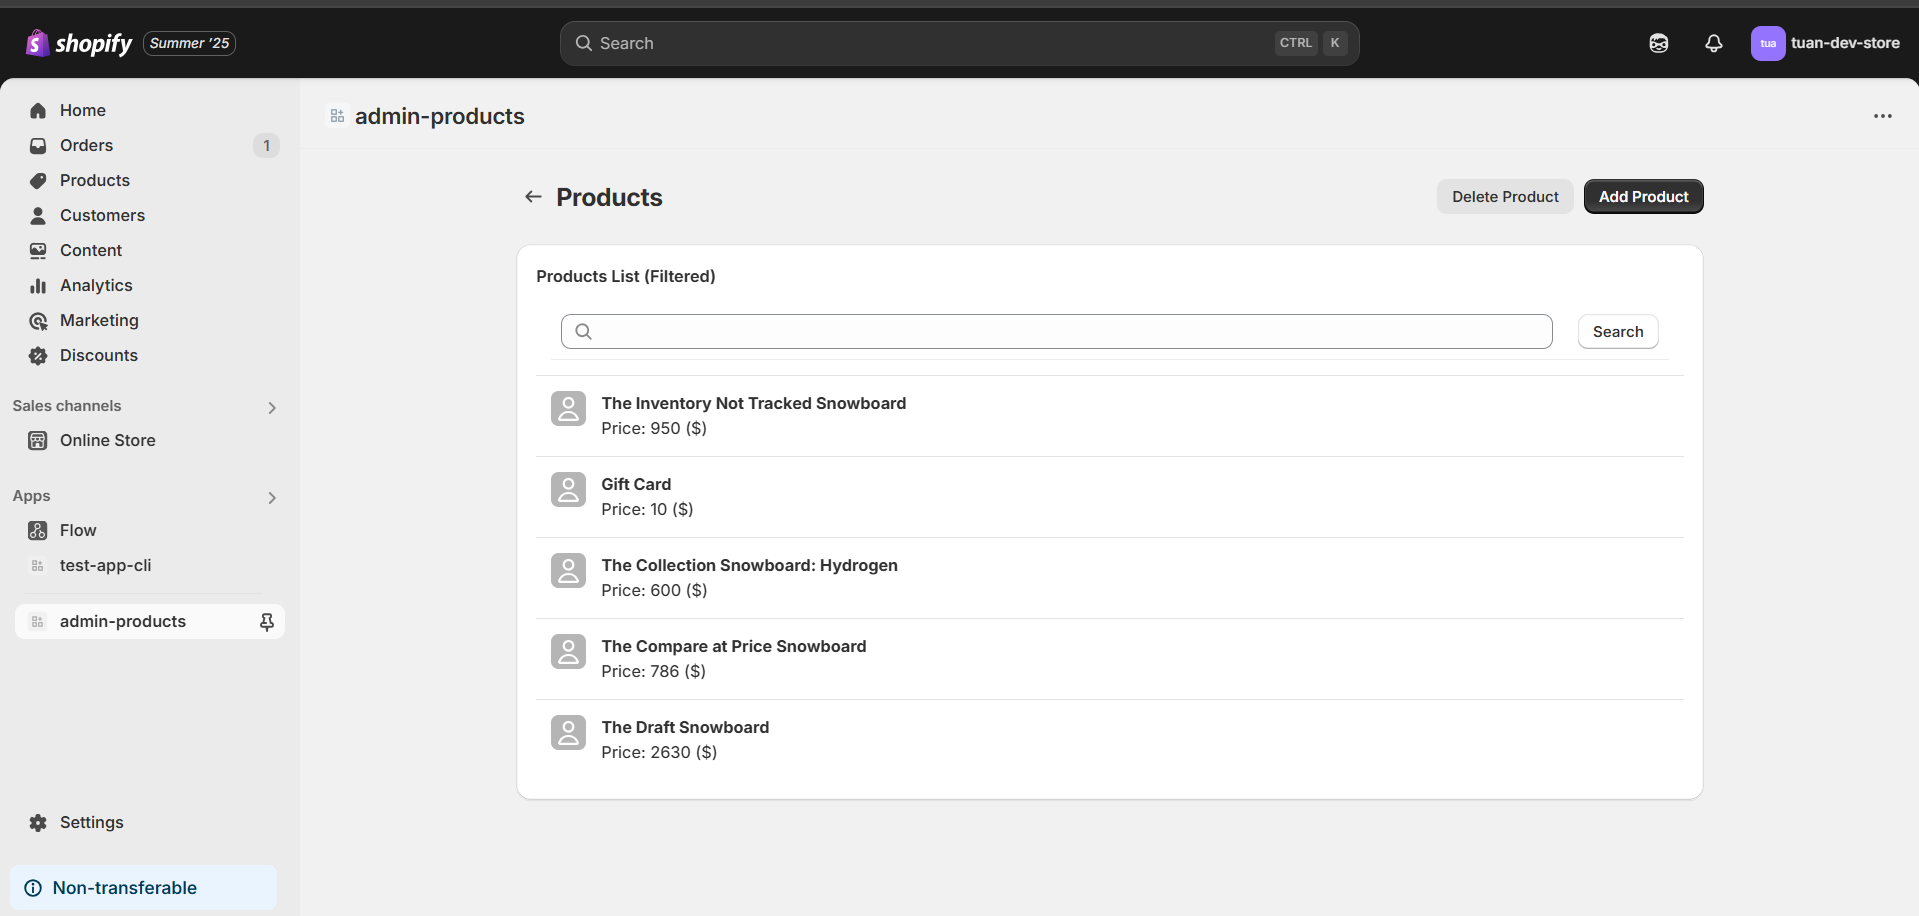 shopify Summer '25
Search CTRL K
tua tuan-dev-store
Home
Orders 1
Products
Customers
Content
Analytics
Marketing
Discounts
Sales channels
Online Store
Apps
Flow
test-app-cli
admin-products
Settings
Non-transferable
admin-products
Products
Delete Product Add Product
Products List (Filtered)
Search
The Inventory Not Tracked Snowboard
Price: 950 ($)
Gift Card
Price: 10 ($)
The Collection Snowboard: Hydrogen
Price: 600 ($)
The Compare at Price Snowboard
Price: 786 ($)
The Draft Snowboard
Price: 2630 ($)